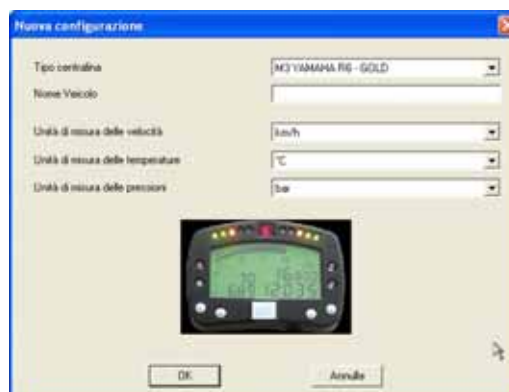 Nuova configurazione
Tipo centralina
M3 YAMAHA R6 - GOLD
Nome Veicolo
Unità di misura delle velocità
km/h
Unità di misura delle temperature
°C
Unità di misura delle pressioni
bar
OK
Annulla